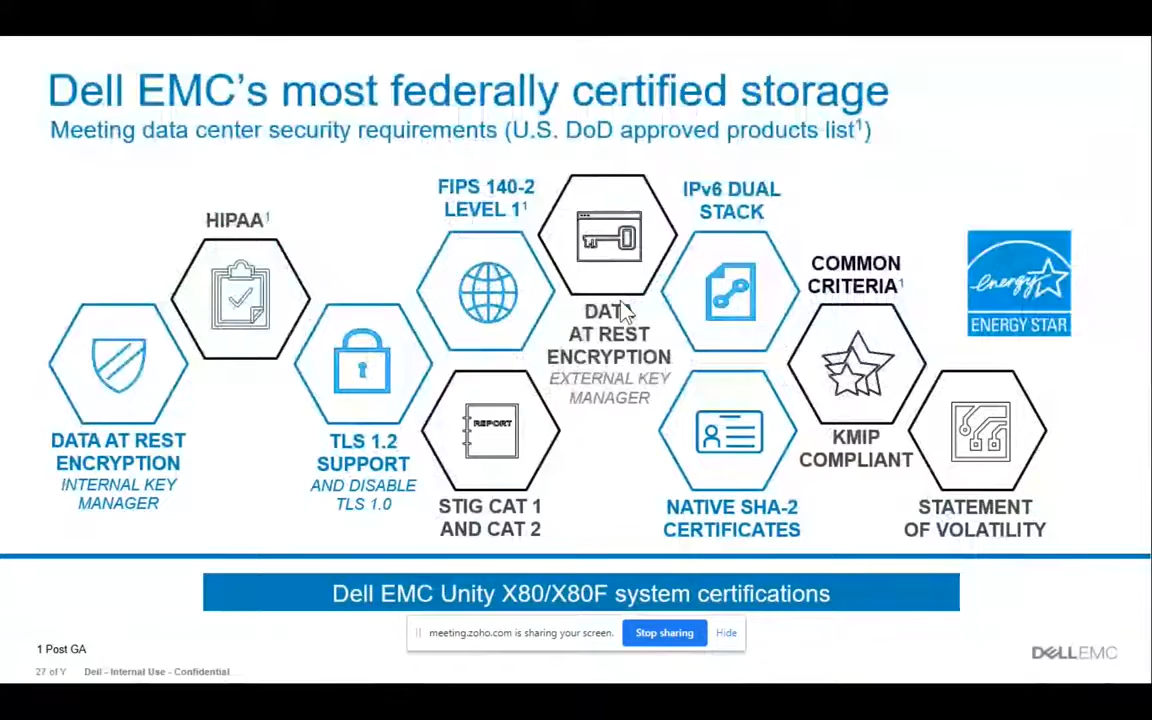 Dell EMC's most federally certified storage
Meeting data center security requirements (U.S. DoD approved products list¹)
HIPAA¹
FIPS 140-2
LEVEL 1¹
IPv6 DUAL
STACK
COMMON
CRITERIA¹
energy
ENERGY STAR
DATA
AT REST
ENCRYPTION
EXTERNAL KEY
MANAGER
DATA AT REST
ENCRYPTION
INTERNAL KEY
MANAGER
TLS 1.2
SUPPORT
AND DISABLE
TLS 1.0
REPORT
STIG CAT 1
AND CAT 2
NATIVE SHA-2
CERTIFICATES
KMIP
COMPLIANT
STATEMENT
OF VOLATILITY
Dell EMC Unity X80/X80F system certifications
meeting.zoho.com is sharing your screen.
Stop sharing
Hide
1 Post GA
DELLEMC
27 of Y Dell - Internal Use - Confidential